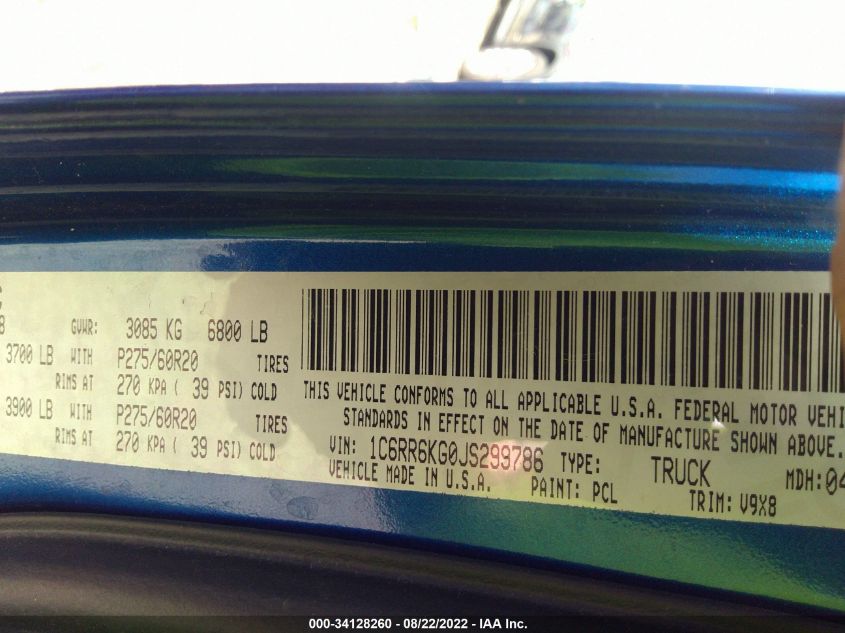 GVWR: 3085 KG 6800 LB
3700 LB WITH P275/60R20 TIRES
RIMS AT 270 KPA ( 39 PSI) COLD
3900 LB WITH P275/60R20 TIRES
RIMS AT 270 KPA ( 39 PSI) COLD
THIS VEHICLE CONFORMS TO ALL APPLICABLE U.S.A. FEDERAL MOTOR VEHI
STANDARDS IN EFFECT ON THE DATE OF MANUFACTURE SHOWN ABOVE.
VIN: 1C6RR6KG0JS299786 TYPE: TRUCK MDH:04
VEHICLE MADE IN U.S.A. PAINT: PCL TRIM: V9X8
000-34128260 - 08/22/2022 - IAA Inc.